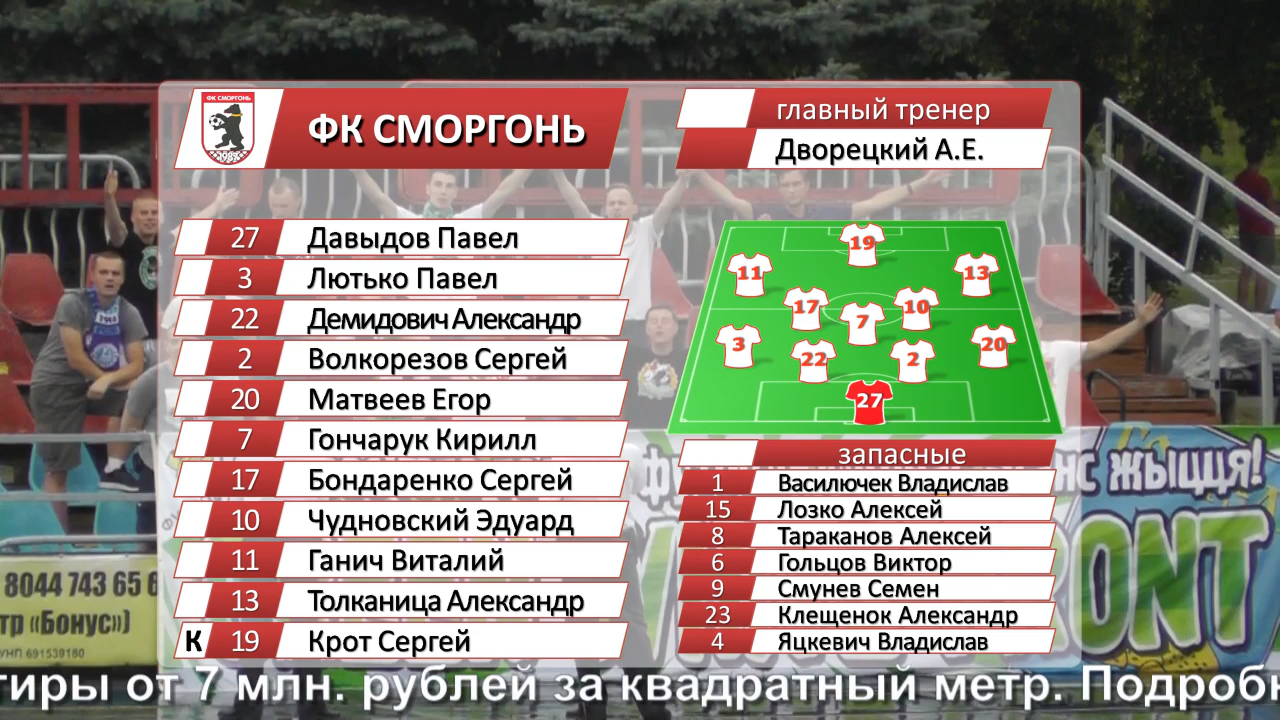 ФК СМОРГОНЬ
ФК СМОРГОНЬ
главный тренер
Дворецкий А.Е.
27 Давыдов Павел
3 Лютько Павел
22 Демидович Александр
2 Волкорезов Сергей
20 Матвеев Егор
7 Гончарук Кирилл
17 Бондаренко Сергей
10 Чудновский Эдуард
11 Ганич Виталий
13 Толканица Александр
К 19 Крот Сергей
19
11 13
17 7 10
3 22 2 20
27
запасные
1 Василючек Владислав
15 Лозко Алексей
8 Тараканов Алексей
6 Гольцов Виктор
9 Смунев Семен
23 Клещенок Александр
4 Яцкевич Владислав
нс жыцця!
ONT
8044 743 65 6
тр «Бонус»)
УНП 691539180
тиры от 7 млн. рублей за квадратный метр. Подробн